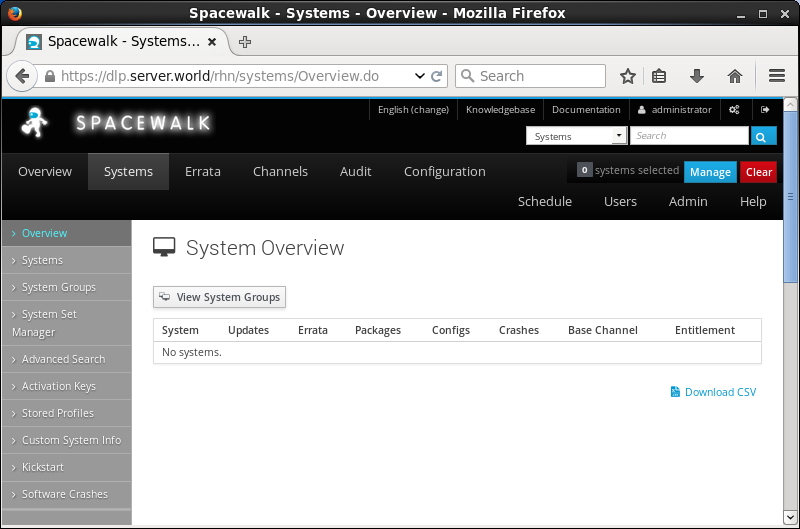 Spacewalk - Systems - Overview - Mozilla Firefox
Spacewalk - Systems...
https://dlp.server.world/rhn/systems/Overview.do
Search
English (change)
Knowledgebase
Documentation
administrator
SPACEWALK
Systems
Search
Overview
Systems
Errata
Channels
Audit
Configuration
0 systems selected
Manage
Clear
Schedule
Users
Admin
Help
Overview
Systems
System Groups
System Set
Manager
Advanced Search
Activation Keys
Stored Profiles
Custom System Info
Kickstart
Software Crashes
System Overview
View System Groups
System Updates Errata Packages Configs Crashes Base Channel Entitlement
No systems.
Download CSV